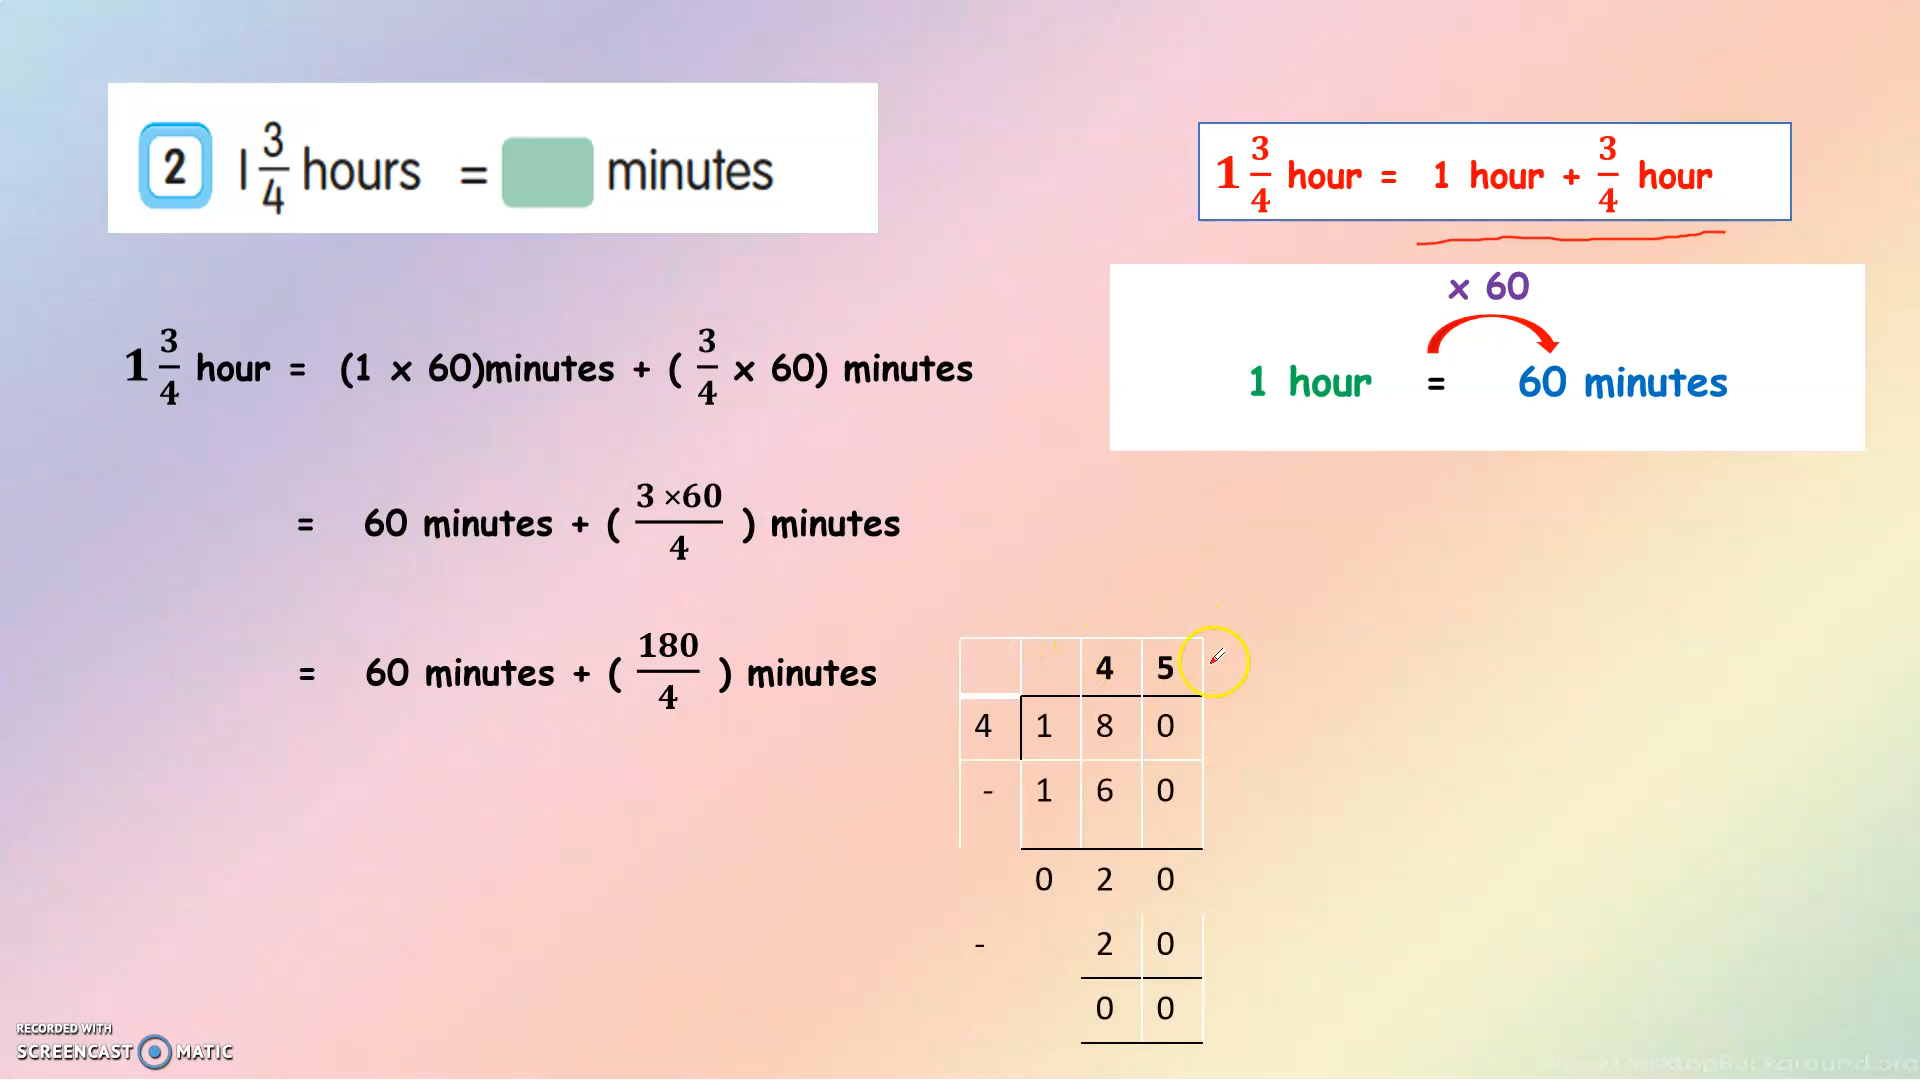 2 1 3/4 hours = minutes
1 3/4 hour = 1 hour + 3/4 hour
x 60
1 hour = 60 minutes
1 3/4 hour = (1 x 60)minutes + ( 3/4 x 60) minutes
= 60 minutes + ( 3 ×60/4 ) minutes
= 60 minutes + ( 180/4 ) minutes
4 5
4 1 8 0
- 1 6 0
0 2 0
- 2 0
0 0
RECORDED WITH
SCREENCAST MATIC